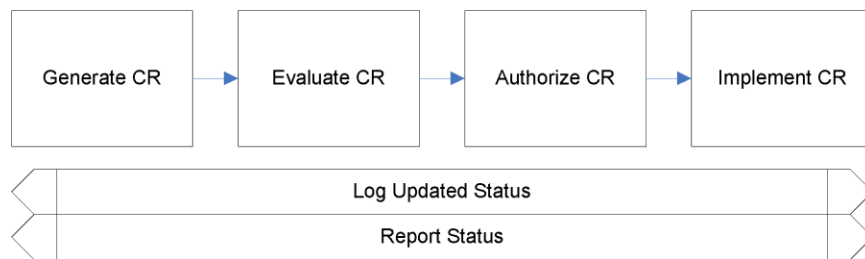 Generate CR
Evaluate CR
Authorize CR
Implement CR
Log Updated Status
Report Status